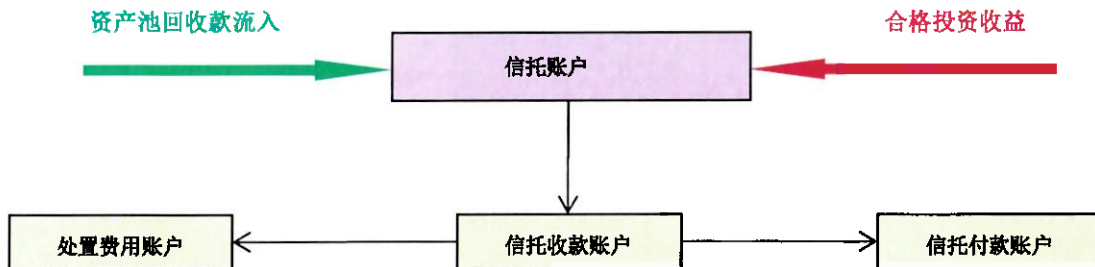 资产池回收款流入
合格投资收益
信托账户
处置费用账户
信托收款账户
信托付款账户